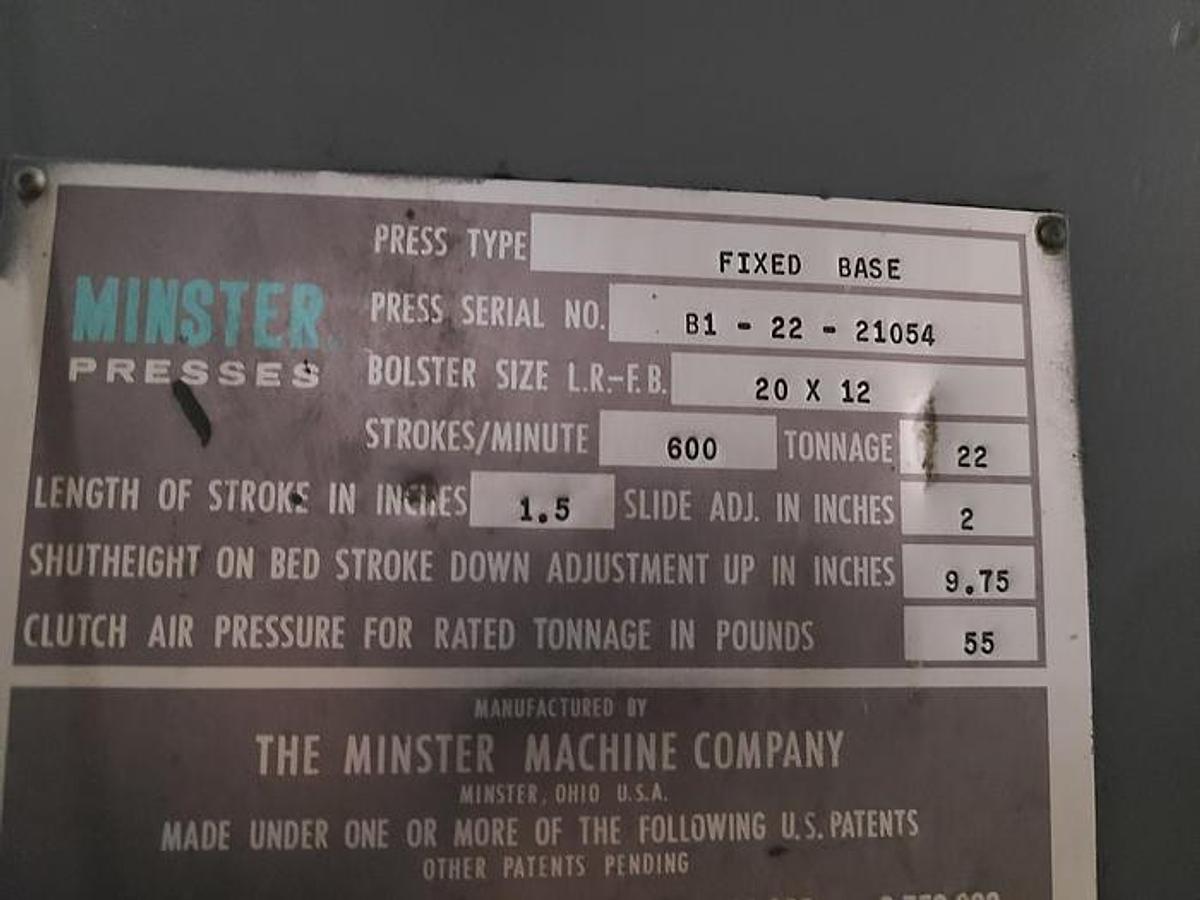 MINSTER
PRESSES
PRESS TYPE FIXED BASE
PRESS SERIAL NO. B1 - 22 - 21054
BOLSTER SIZE L.R.-F.B. 20 X 12
STROKES/MINUTE 600 TONNAGE 22
LENGTH OF STROKE IN INCHES 1.5 SLIDE ADJ. IN INCHES 2
SHUTHEIGHT ON BED STROKE DOWN ADJUSTMENT UP IN INCHES 9.75
CLUTCH AIR PRESSURE FOR RATED TONNAGE IN POUNDS 55
MANUFACTURED BY
THE MINSTER MACHINE COMPANY
MINSTER, OHIO U.S.A.
MADE UNDER ONE OR MORE OF THE FOLLOWING U.S. PATENTS
OTHER PATENTS PENDING